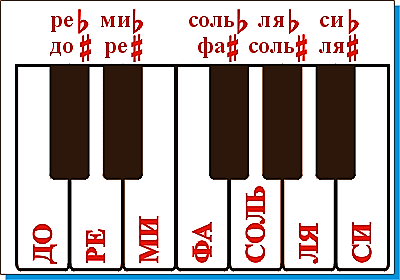 ре♭ ми♭ соль♭ ля♭ си♭
до♯ ре♯ фа♯ соль♯ ля♯
ДО РЕ МИ ФА СОЛЬ ЛЯ СИ